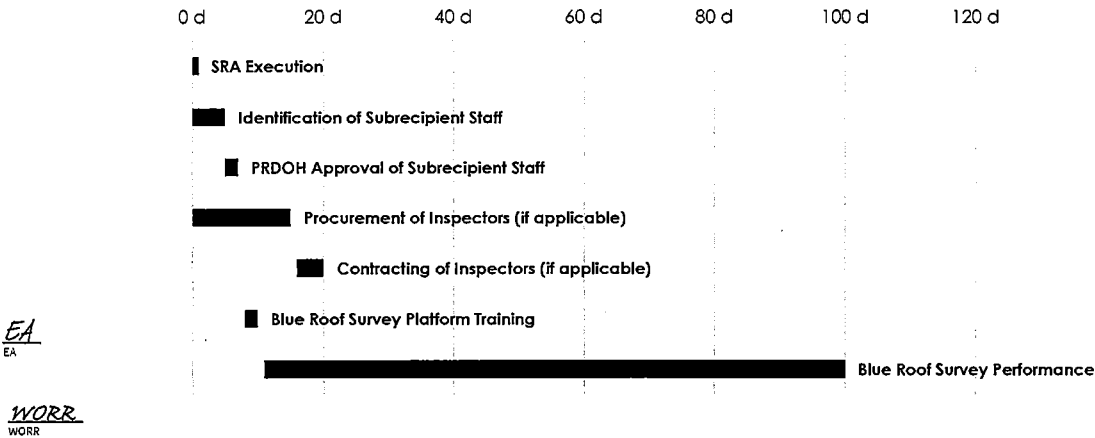 0 d 20 d 40 d 60 d 80 d 100 d 120 d
SRA Execution
Identification of Subrecipient Staff
PRDOH Approval of Subrecipient Staff
Procurement of Inspectors (if applicable)
Contracting of Inspectors (if applicable)
Blue Roof Survey Platform Training
EA
EA
Blue Roof Survey Performance
WORR
WORR